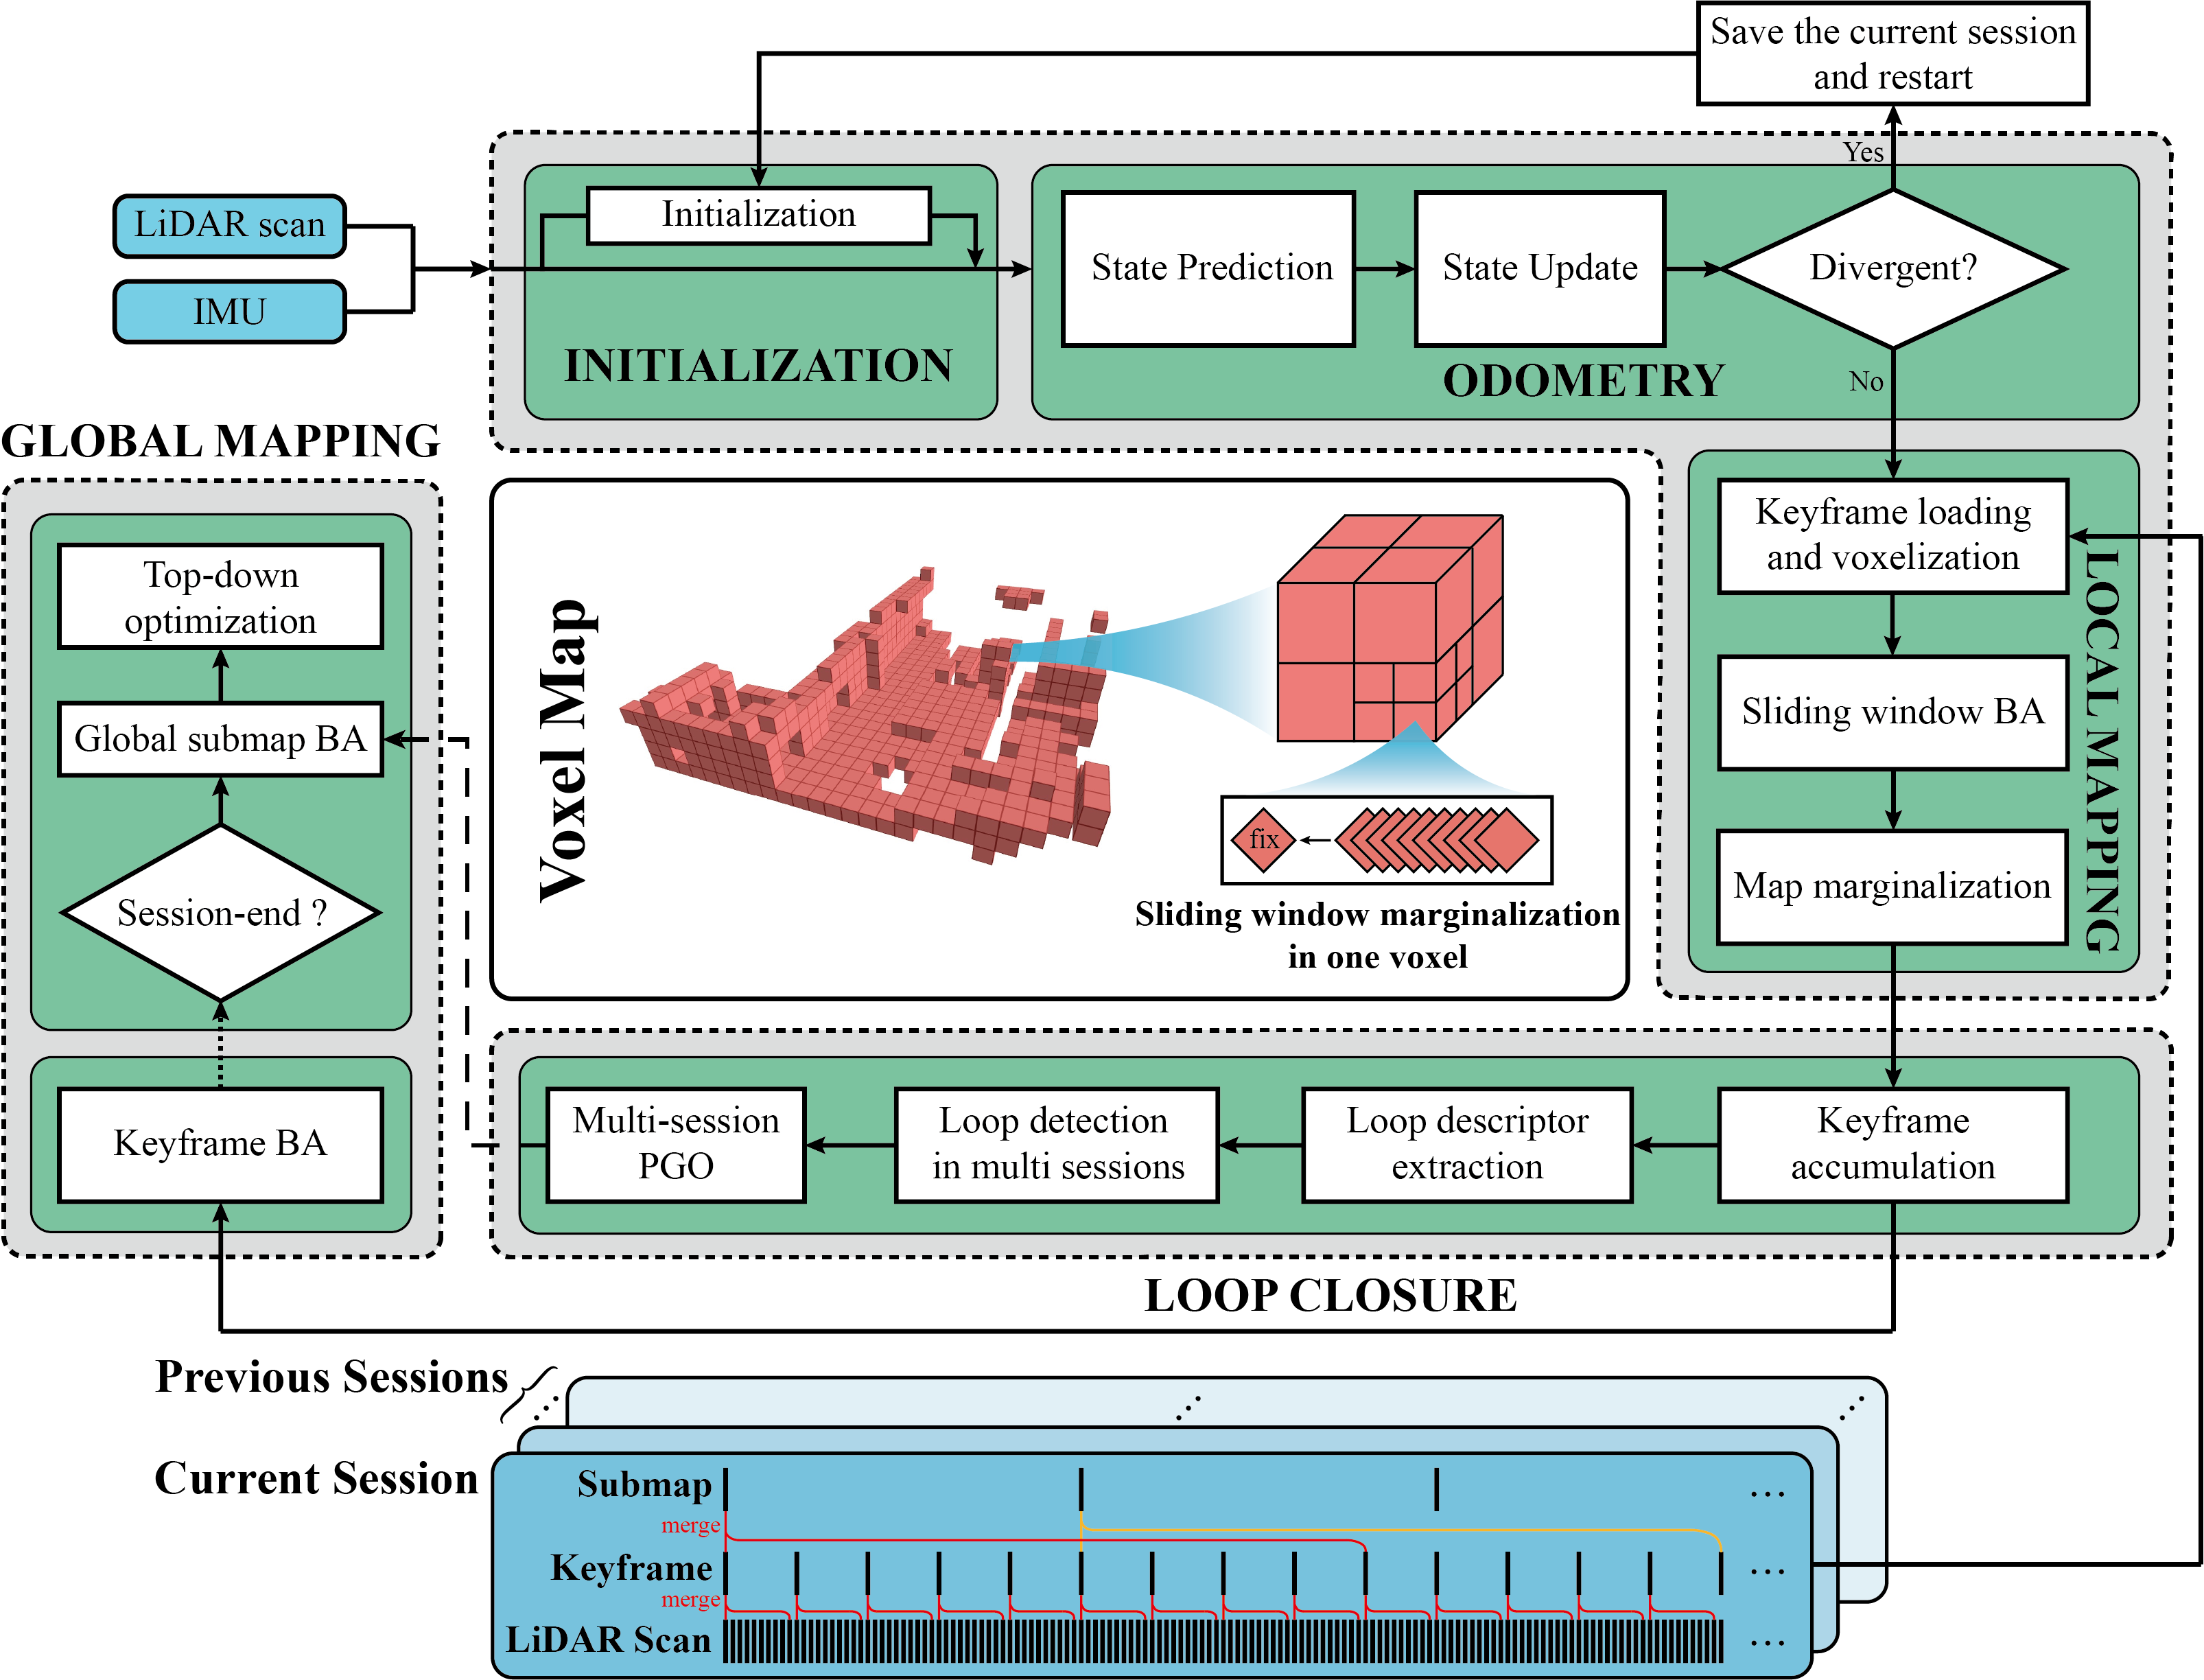 Save the current session
and restart
Yes
LiDAR scan
IMU
Initialization
INITIALIZATION
State Prediction
State Update
Divergent?
ODOMETRY
No
GLOBAL MAPPING
Top-down
optimization
Global submap BA
Session-end ?
Keyframe BA
Voxel Map
fix
Sliding window marginalization
in one voxel
Keyframe loading
and voxelization
Sliding window BA
Map marginalization
LOCAL MAPPING
Multi-session
PGO
Loop detection
in multi sessions
Loop descriptor
extraction
Keyframe
accumulation
LOOP CLOSURE
Previous Sessions
Current Session
Submap
...
merge
Keyframe
...
merge
LiDAR Scan
...